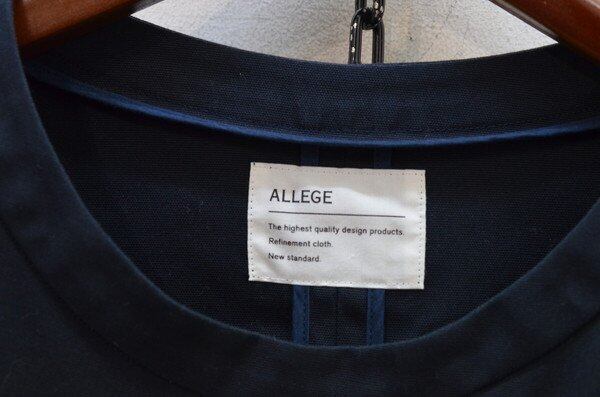 ALLEGE
The highest quality design products.
Refinement cloth.
New standard.